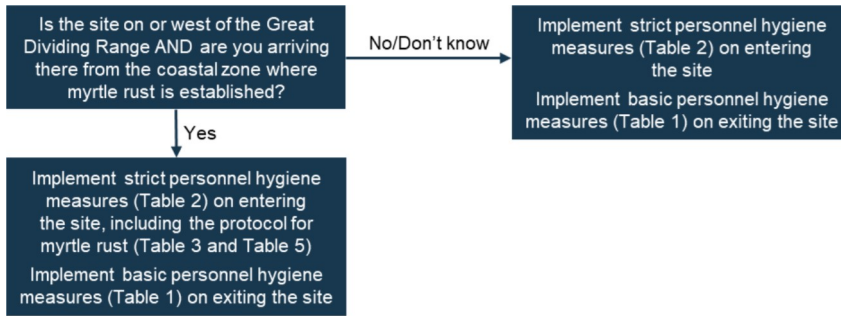 Is the site on or west of the Great
Dividing Range AND are you arriving
there from the coastal zone where
myrtle rust is established?
No/Don't know
Implement strict personnel hygiene
measures (Table 2) on entering
the site
Implement basic personnel hygiene
measures (Table 1) on exiting the site
Yes
Implement strict personnel hygiene
measures (Table 2) on entering
the site, including the protocol for
myrtle rust (Table 3 and Table 5)
Implement basic personnel hygiene
measures (Table 1) on exiting the site